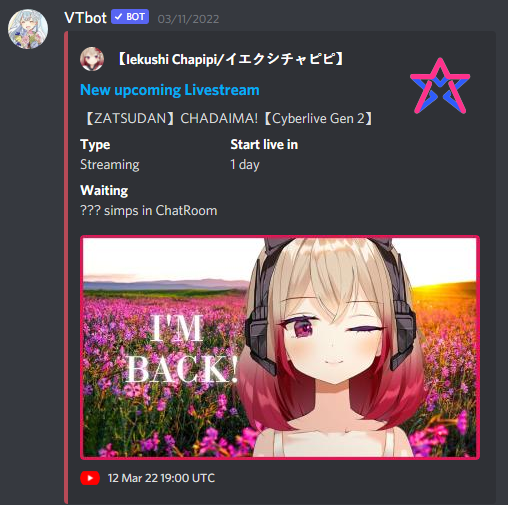 VTbot ✓ BOT 03/11/2022
【Iekushi Chapipi/イエクシチャピピ】
New upcoming Livestream
【ZATSUDAN】CHADAIMA!【Cyberlive Gen 2】
Type Start live in
Streaming 1 day
Waiting
??? simps in ChatRoom
I'M
BACK!
12 Mar 22 19:00 UTC